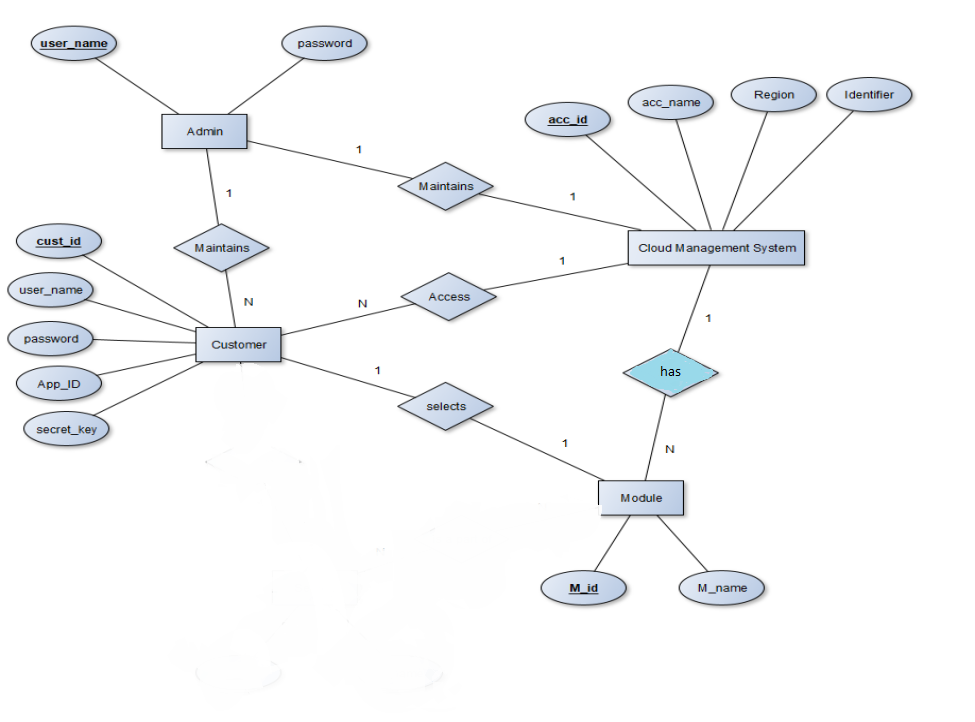 user_name
password
Admin
acc_id
acc_name
Region
Identifier
1
Maintains
1
1
Maintains
N
Cloud Management System
cust_id
user_name
password
App_ID
secret_key
Customer
N
Access
1
1
selects
1
1
has
N
Module
M_id
M_name